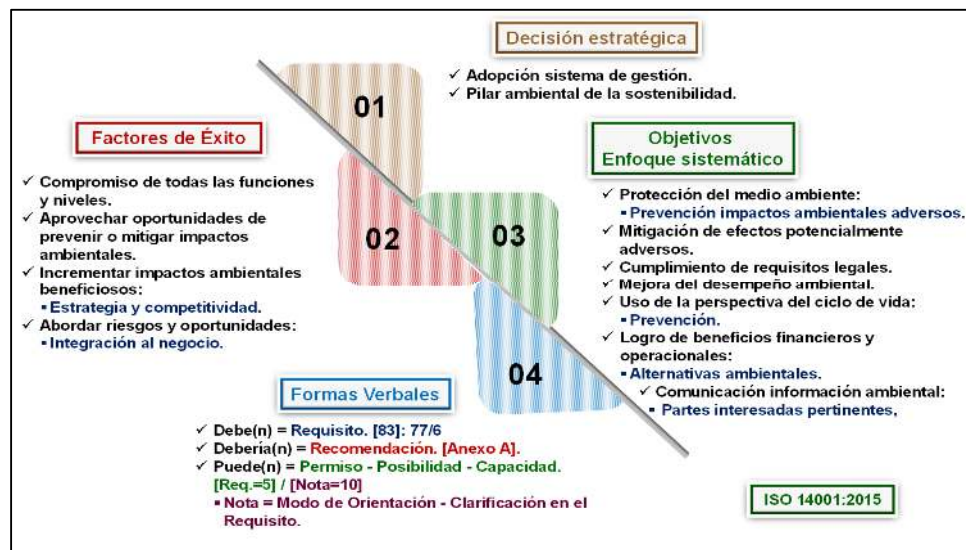 Decisión estratégica
✓ Adopción sistema de gestión.
✓ Pilar ambiental de la sostenibilidad.
01
Factores de Éxito
✓ Compromiso de todas las funciones
y niveles.
✓ Aprovechar oportunidades de
prevenir o mitigar impactos
ambientales.
✓ Incrementar impactos ambientales
beneficiosos:
▪ Estrategia y competitividad.
✓ Abordar riesgos y oportunidades:
▪ Integración al negocio.
02
03
Objetivos
Enfoque sistemático
✓ Protección del medio ambiente:
▪ Prevención impactos ambientales adversos.
✓ Mitigación de efectos potencialmente
adversos.
✓ Cumplimiento de requisitos legales.
✓ Mejora del desempeño ambiental.
✓ Uso de la perspectiva del ciclo de vida:
▪ Prevención.
✓ Logro de beneficios financieros y
operacionales:
▪ Alternativas ambientales.
✓ Comunicación información ambiental:
▪ Partes interesadas pertinentes,
04
Formas Verbales
✓ Debe(n) = Requisito. [83]: 77/6
✓ Debería(n) = Recomendación. [Anexo A].
✓ Puede(n) = Permiso - Posibilidad - Capacidad.
[Req.=5] / [Nota=10]
▪ Nota = Modo de Orientación - Clarificación en el
Requisito.
ISO 14001:2015